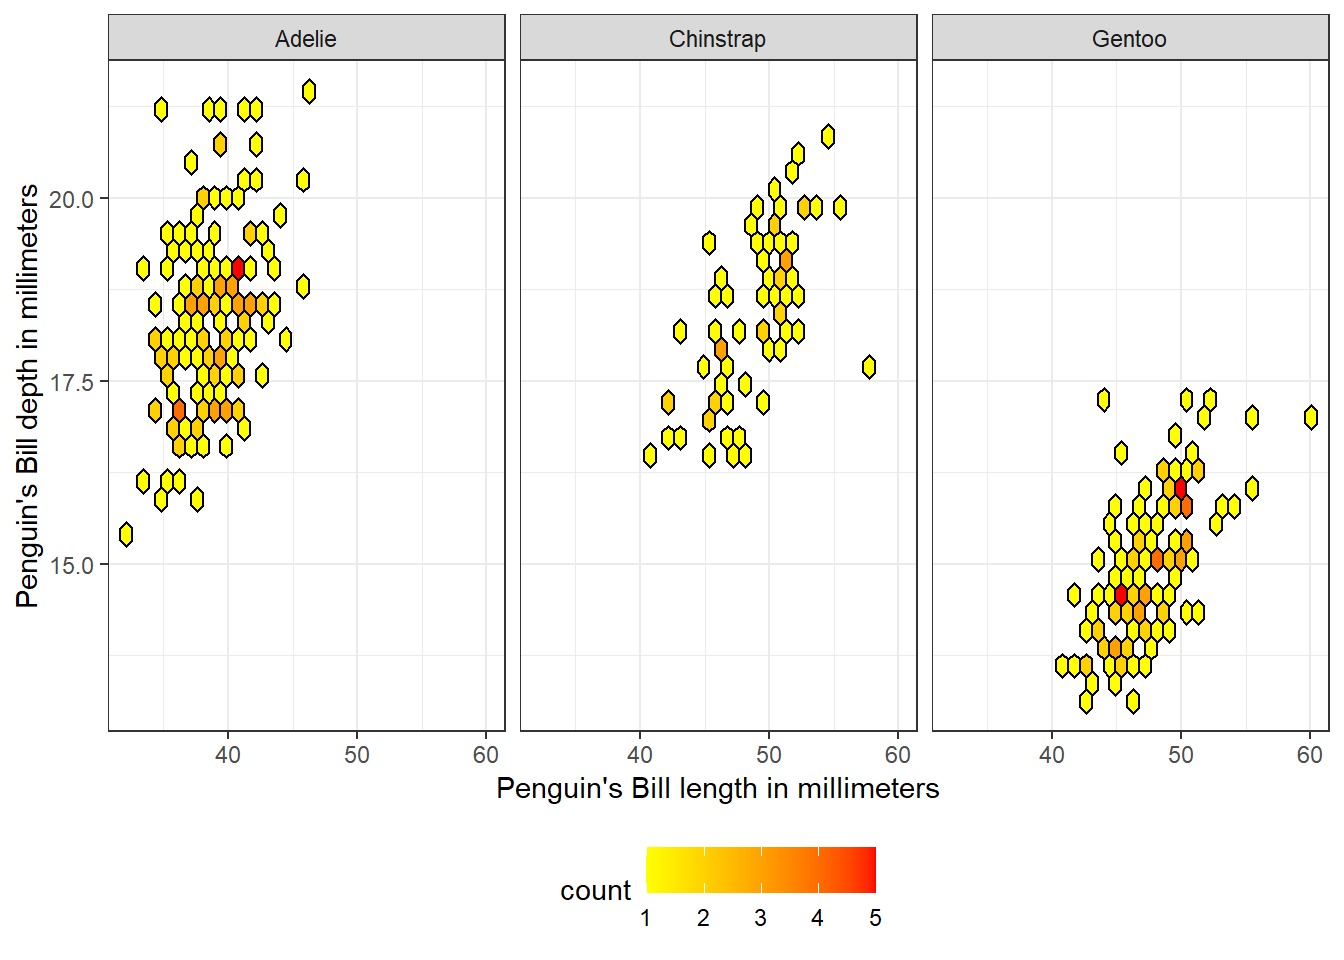 Adelie
Chinstrap
Gentoo
Penguin's Bill depth in millimeters
20.0
17.5
15.0
40 50 60
40 50 60
40 50 60
Penguin's Bill length in millimeters
count
1 2 3 4 5